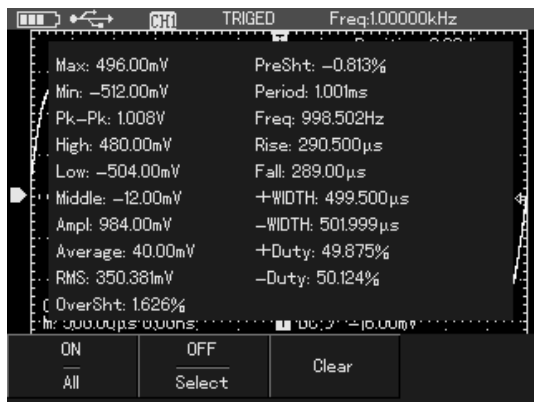 CH1 TRIGED Freq:1.00000kHz
Max: 496.00mV PreSht: -0.813%
Min: -512.00mV Period: 1.001ms
Pk-Pk: 1.008V Freq: 998.502Hz
High: 480.00mV Rise: 290.500µs
Low: -504.00mV Fall: 289.00µs
Middle: -12.00mV +WIDTH: 499.500µs
Ampl: 984.00mV -WIDTH: 501.999µs
Average: 40.00mV +Duty: 49.875%
RMS: 350.381mV -Duty: 50.124%
OverSht: 1.626%
ON OFF Clear
All Select